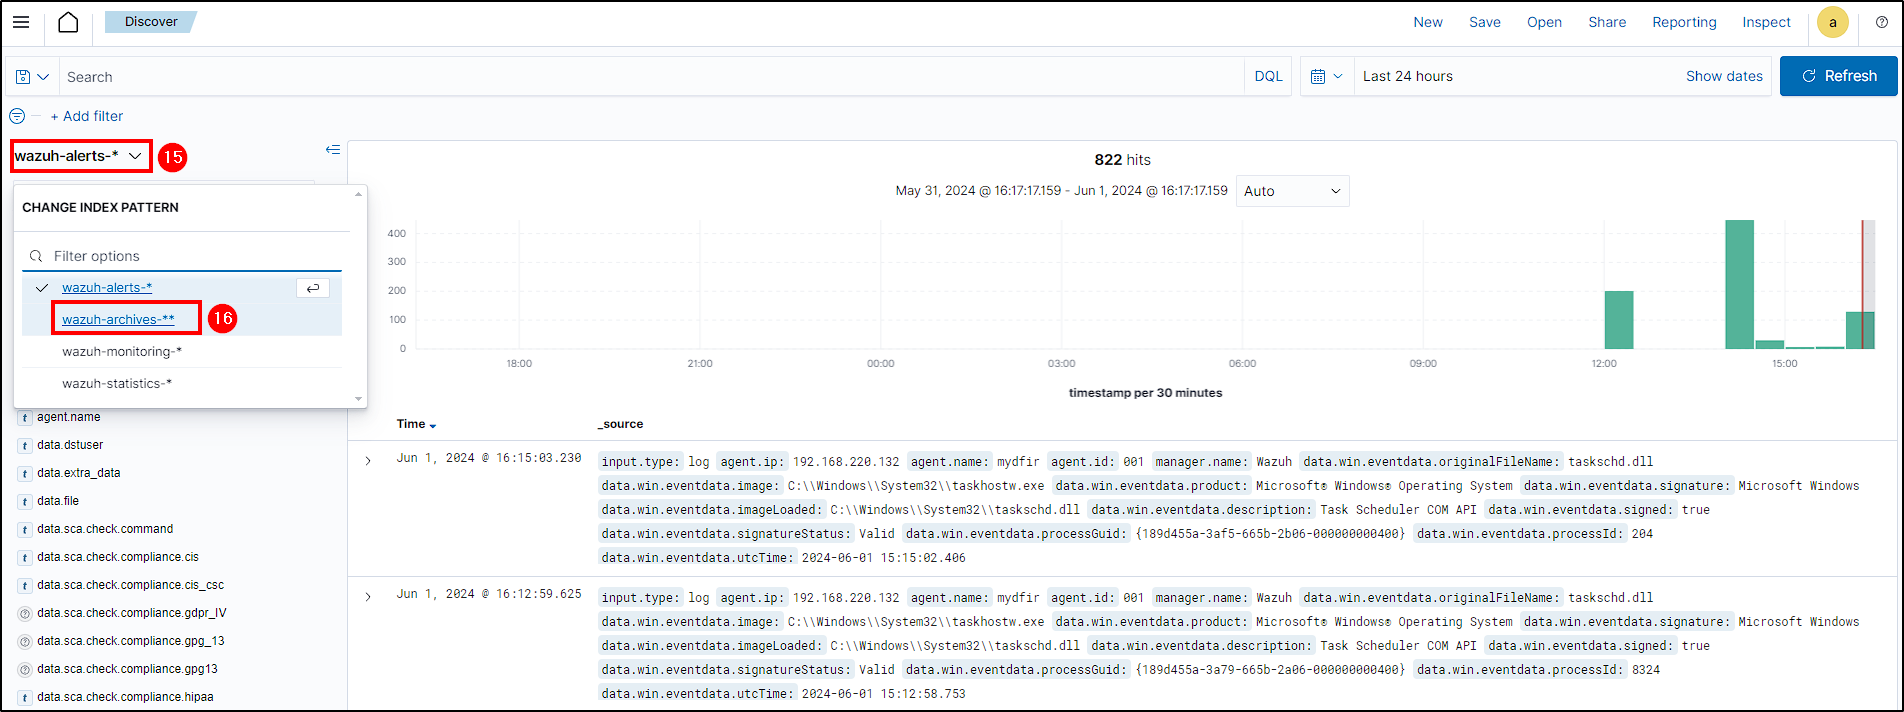 Discover New Save Open Share Reporting Inspect a
Search DQL Last 24 hours Show dates Refresh
+ Add filter
wazuh-alerts-* 15
822 hits
May 31, 2024 @ 16:17:17.159 - Jun 1, 2024 @ 16:17:17.159 Auto
CHANGE INDEX PATTERN
Filter options
wazuh-alerts-*
wazuh-archives-** 16
wazuh-monitoring-*
wazuh-statistics-*
400
300
200
100
0
18:00 21:00 00:00 03:00 06:00 09:00 12:00 15:00
timestamp per 30 minutes
t agent.name
t data.dstuser
t data.extra_data
t data.file
t data.sca.check.command
t data.sca.check.compliance.cis
t data.sca.check.compliance.cis_csc
? data.sca.check.compliance.gdpr_IV
? data.sca.check.compliance.gpg_13
? data.sca.check.compliance.gpg13
t data.sca.check.compliance.hipaa
Time _source
Jun 1, 2024 @ 16:15:03.230 input.type: log agent.ip: 192.168.220.132 agent.name: mydfir agent.id: 001 manager.name: Wazuh data.win.eventdata.originalFileName: taskschd.dll
data.win.eventdata.image: C:\\Windows\\System32\\taskhostw.exe data.win.eventdata.product: Microsoft® Windows® Operating System data.win.eventdata.signature: Microsoft Windows
data.win.eventdata.imageLoaded: C:\\Windows\\System32\\taskschd.dll data.win.eventdata.description: Task Scheduler COM API data.win.eventdata.signed: true
data.win.eventdata.signatureStatus: Valid data.win.eventdata.processGuid: {189d455a-3af5-665b-2b06-000000000400} data.win.eventdata.processId: 204
data.win.eventdata.utcTime: 2024-06-01 15:15:02.406
Jun 1, 2024 @ 16:12:59.625 input.type: log agent.ip: 192.168.220.132 agent.name: mydfir agent.id: 001 manager.name: Wazuh data.win.eventdata.originalFileName: taskschd.dll
data.win.eventdata.image: C:\\Windows\\System32\\taskhostw.exe data.win.eventdata.product: Microsoft® Windows® Operating System data.win.eventdata.signature: Microsoft Windows
data.win.eventdata.imageLoaded: C:\\Windows\\System32\\taskschd.dll data.win.eventdata.description: Task Scheduler COM API data.win.eventdata.signed: true
data.win.eventdata.signatureStatus: Valid data.win.eventdata.processGuid: {189d455a-3a79-665b-2a06-000000000400} data.win.eventdata.processId: 8324
data.win.eventdata.utcTime: 2024-06-01 15:12:58.753